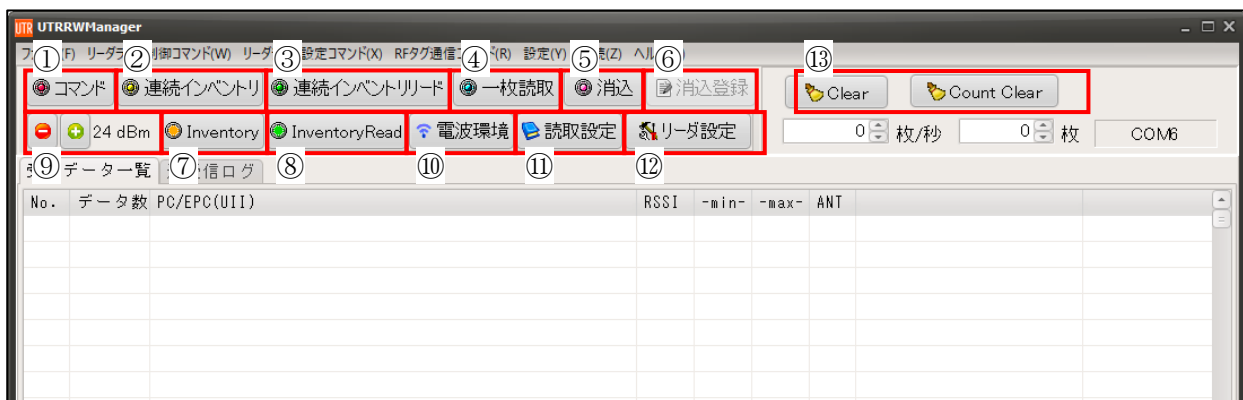 UTR UTRRWManager
(F) リーダラ 制御コマンド(W) リーダ 設定コマンド(X) RFタグ通信 (R) 設定(Y) (Z) ヘル
① ② ③ ④ ⑤ ⑥ ⑬
コマンド 連続インベントリ 連続インベントリリード 一枚読取 消込 消込登録 Clear Count Clear
24 dBm Inventory InventoryRead 電波環境 読取設定 リーダ設定 0 枚/秒 0 枚 COM6
⑨ ⑦ ⑧ ⑩ ⑪ ⑫
データ一覧 信ログ
No. データ数 PC/EPC(UII) RSSI -min- -max- ANT